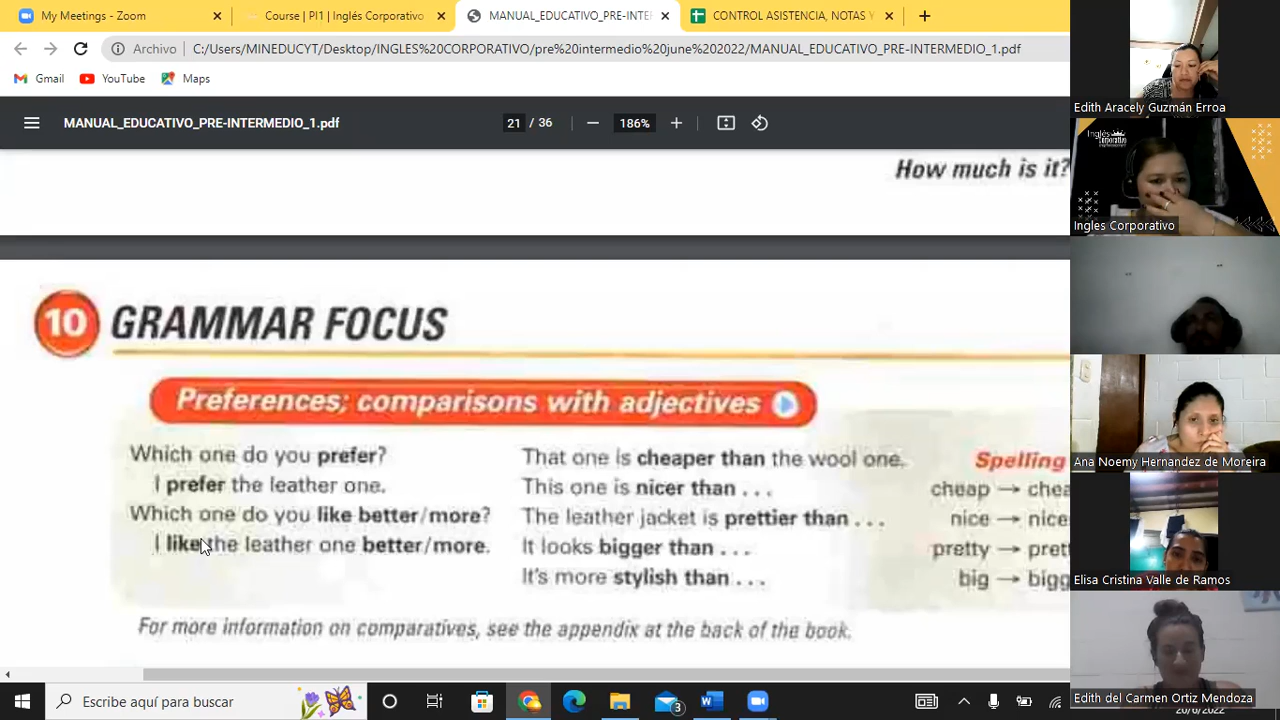 My Meetings - Zoom
Course | PI1 | Inglés Corporativo
MANUAL_EDUCATIVO_PRE-INTE
CONTROL ASISTENCIA, NOTAS Y
Archivo
C:/Users/MINEDUCYT/Desktop/INGLES%20CORPORATIVO/pre%20intermedio%20june%202022/MANUAL_EDUCATIVO_PRE-INTERMEDIO_1.pdf
Gmail
YouTube
Maps
MANUAL_EDUCATIVO_PRE-INTERMEDIO_1.pdf
21 / 36
186%
How much is it?
10 GRAMMAR FOCUS
Preferences; comparisons with adjectives
Which one do you prefer?
I prefer the leather one.
Which one do you like better/more?
I like the leather one better/more.
That one is cheaper than the wool one.
This one is nicer than . . .
The leather jacket is prettier than . . .
It looks bigger than . . .
It's more stylish than . . .
Spelling
cheap → chea
nice → nice
pretty → pret
big → bigg
For more information on comparatives, see the appendix at the back of the book.
Edith Aracely Guzmán Erroa
Inglés
Corporativo
Ingles Corporativo
Ana Noemy Hernandez de Moreira
Elisa Cristina Valle de Ramos
Edith del Carmen Ortiz Mendoza
Escribe aquí para buscar
3
20/6/2022